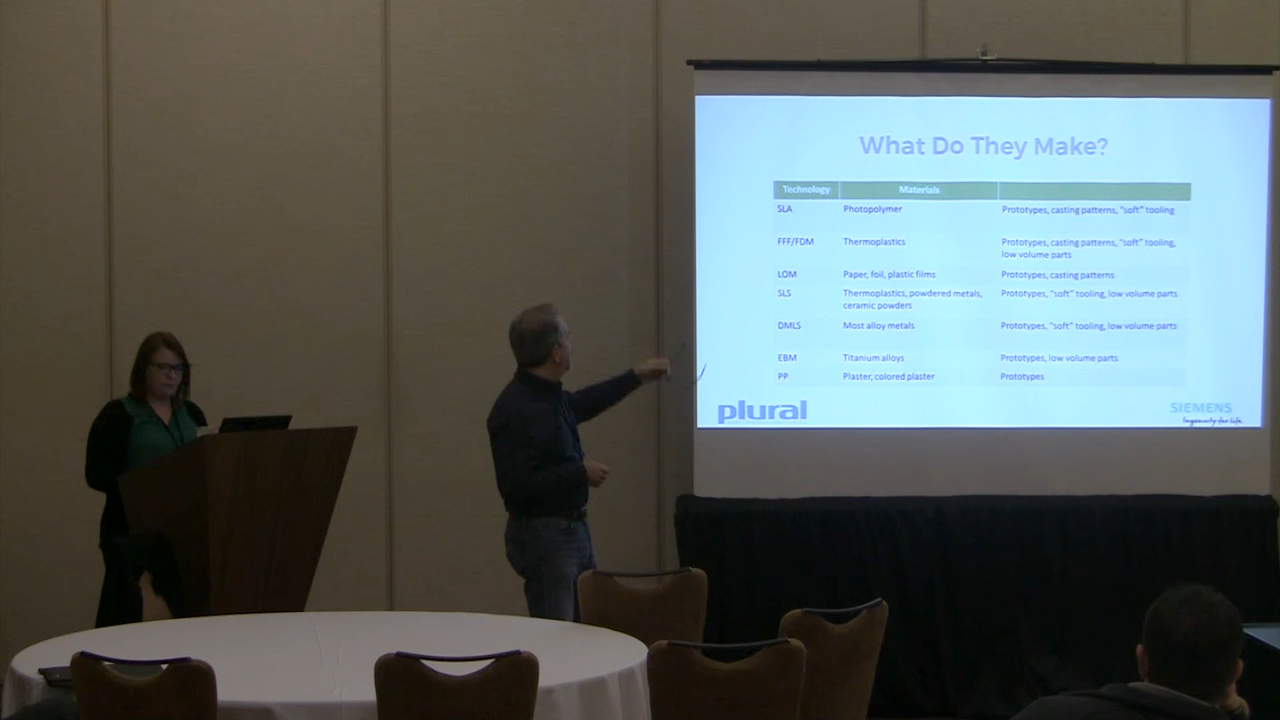 What Do They Make?
Technology Materials
SLA Photopolymer Prototypes, casting patterns, "soft" tooling
FFF/FDM Thermoplastics Prototypes, casting patterns, "soft" tooling,
low volume parts
LOM Paper, foil, plastic films Prototypes, casting patterns
SLS Thermoplastics, powdered metals, Prototypes, "soft" tooling, low volume parts
ceramic powders
DMLS Most alloy metals Prototypes, "soft" tooling, low volume parts
EBM Titanium alloys Prototypes, low volume parts
PP Plaster, colored plaster Prototypes
plural
SIEMENS
Ingenuity for life